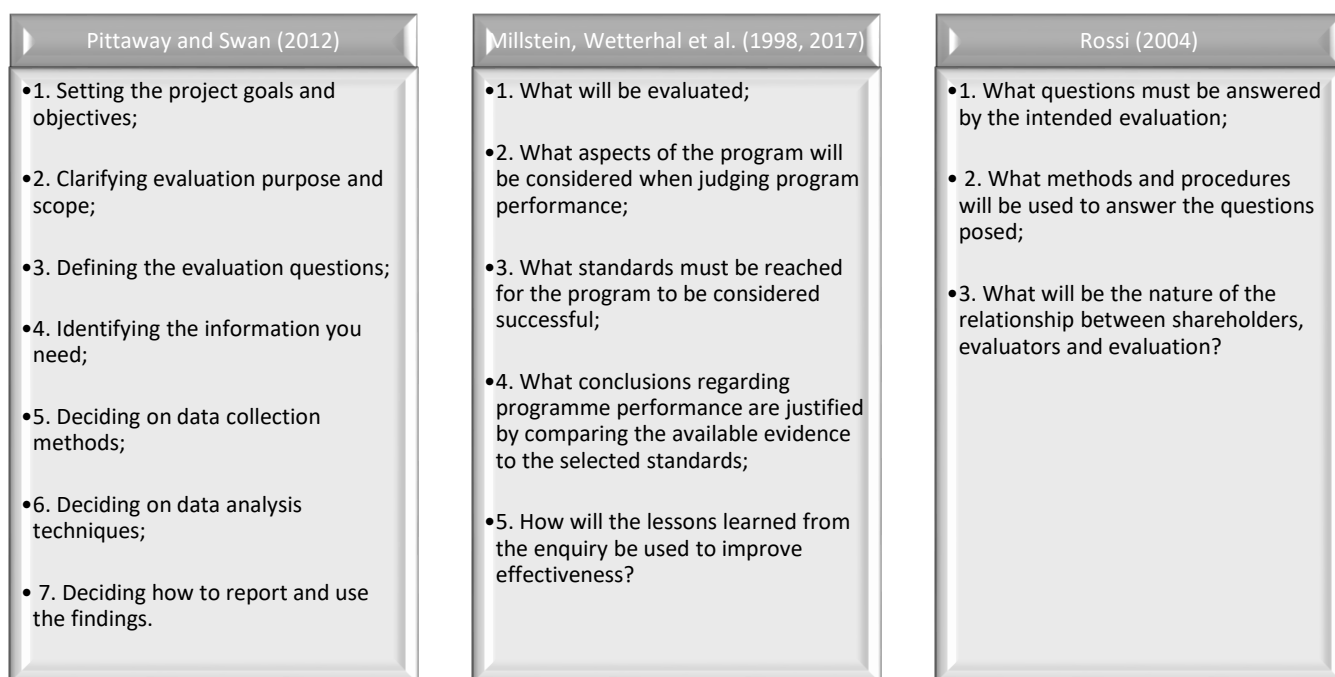 Pittaway and Swan (2012)
•1. Setting the project goals and
objectives;
•2. Clarifying evaluation purpose and
scope;
•3. Defining the evaluation questions;
•4. Identifying the information you
need;
•5. Deciding on data collection
methods;
•6. Deciding on data analysis
techniques;
• 7. Deciding how to report and use
the findings.
Millstein, Wetterhal et al. (1998, 2017)
•1. What will be evaluated;
•2. What aspects of the program will
be considered when judging program
performance;
•3. What standards must be reached
for the program to be considered
successful;
•4. What conclusions regarding
programme performance are justified
by comparing the available evidence
to the selected standards;
•5. How will the lessons learned from
the enquiry be used to improve
effectiveness?
Rossi (2004)
•1. What questions must be answered
by the intended evaluation;
• 2. What methods and procedures
will be used to answer the questions
posed;
•3. What will be the nature of the
relationship between shareholders,
evaluators and evaluation?